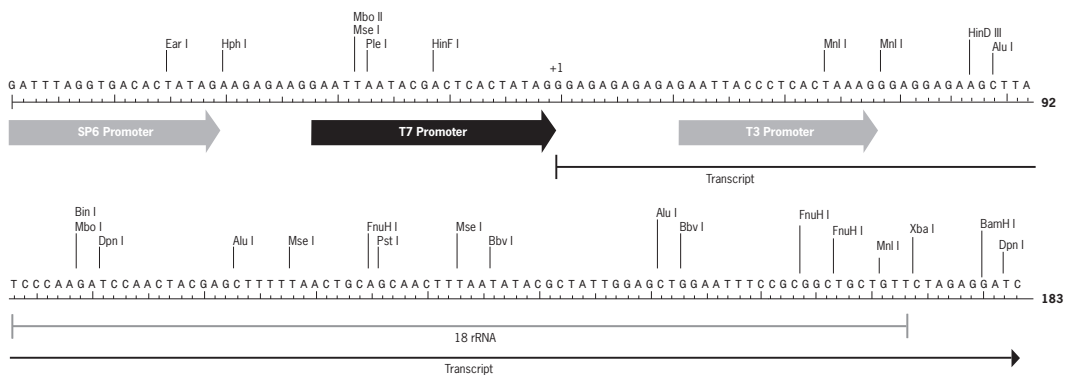 Mbo II
Mse I
Ear I Hph I Ple I HinF I Mnl I Mnl I HinD III
Alu I
+1
G A T T T A G G T G A C A C T A T A G A A G A G A A G G A A T T A A T A C G A C T C A C T A T A G G G A G A G A G A G A G A A T T A C C C T C A C T A A A G G G A G G A G A A G C T T A
92
SP6 Promoter T7 Promoter T3 Promoter
Transcript
Bin I
Mbo I
Dpn I Alu I Mse I FnuH I
Pst I Mse I
Bbv I Alu I
Bbv I FnuH I
FnuH I
Mnl I Xba I BamH I
Dpn I
T C C C A A G A T C C A A C T A C G A G C T T T T T A A C T G C A G C A A C T T T A A T A T A C G C T A T T G G A G C T G G A A T T T C C G C G G C T G C T G T T C T A G A G G A T C
183
18 rRNA
Transcript